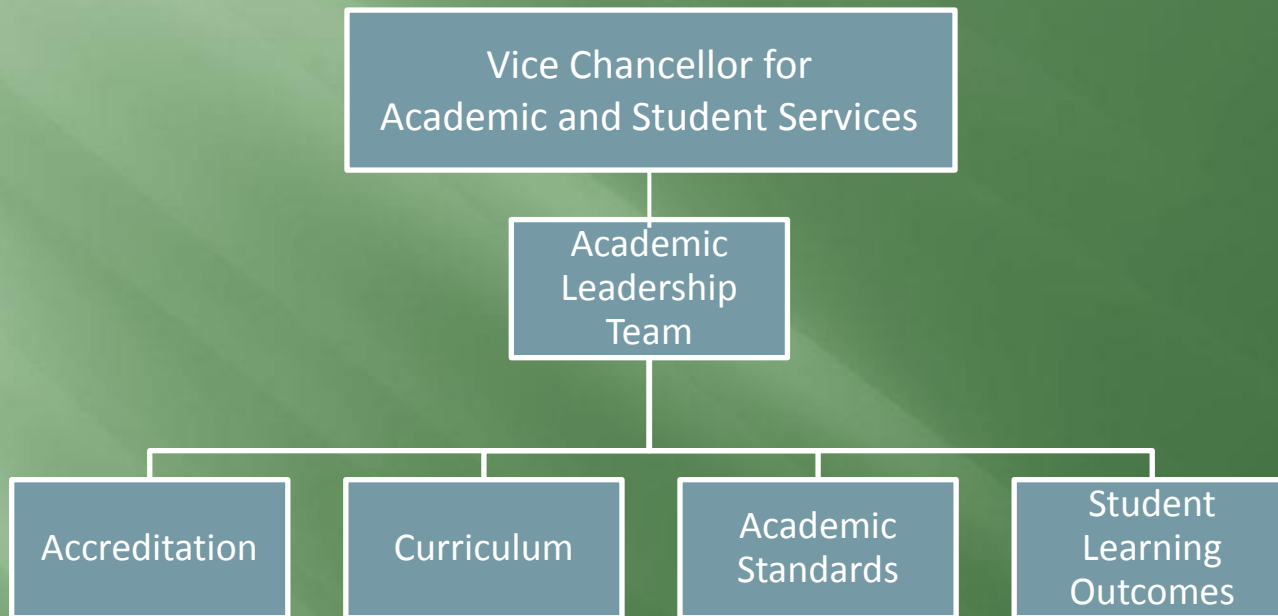 Vice Chancellor for
Academic and Student Services
Academic
Leadership
Team
Accreditation
Curriculum
Academic
Standards
Student
Learning
Outcomes